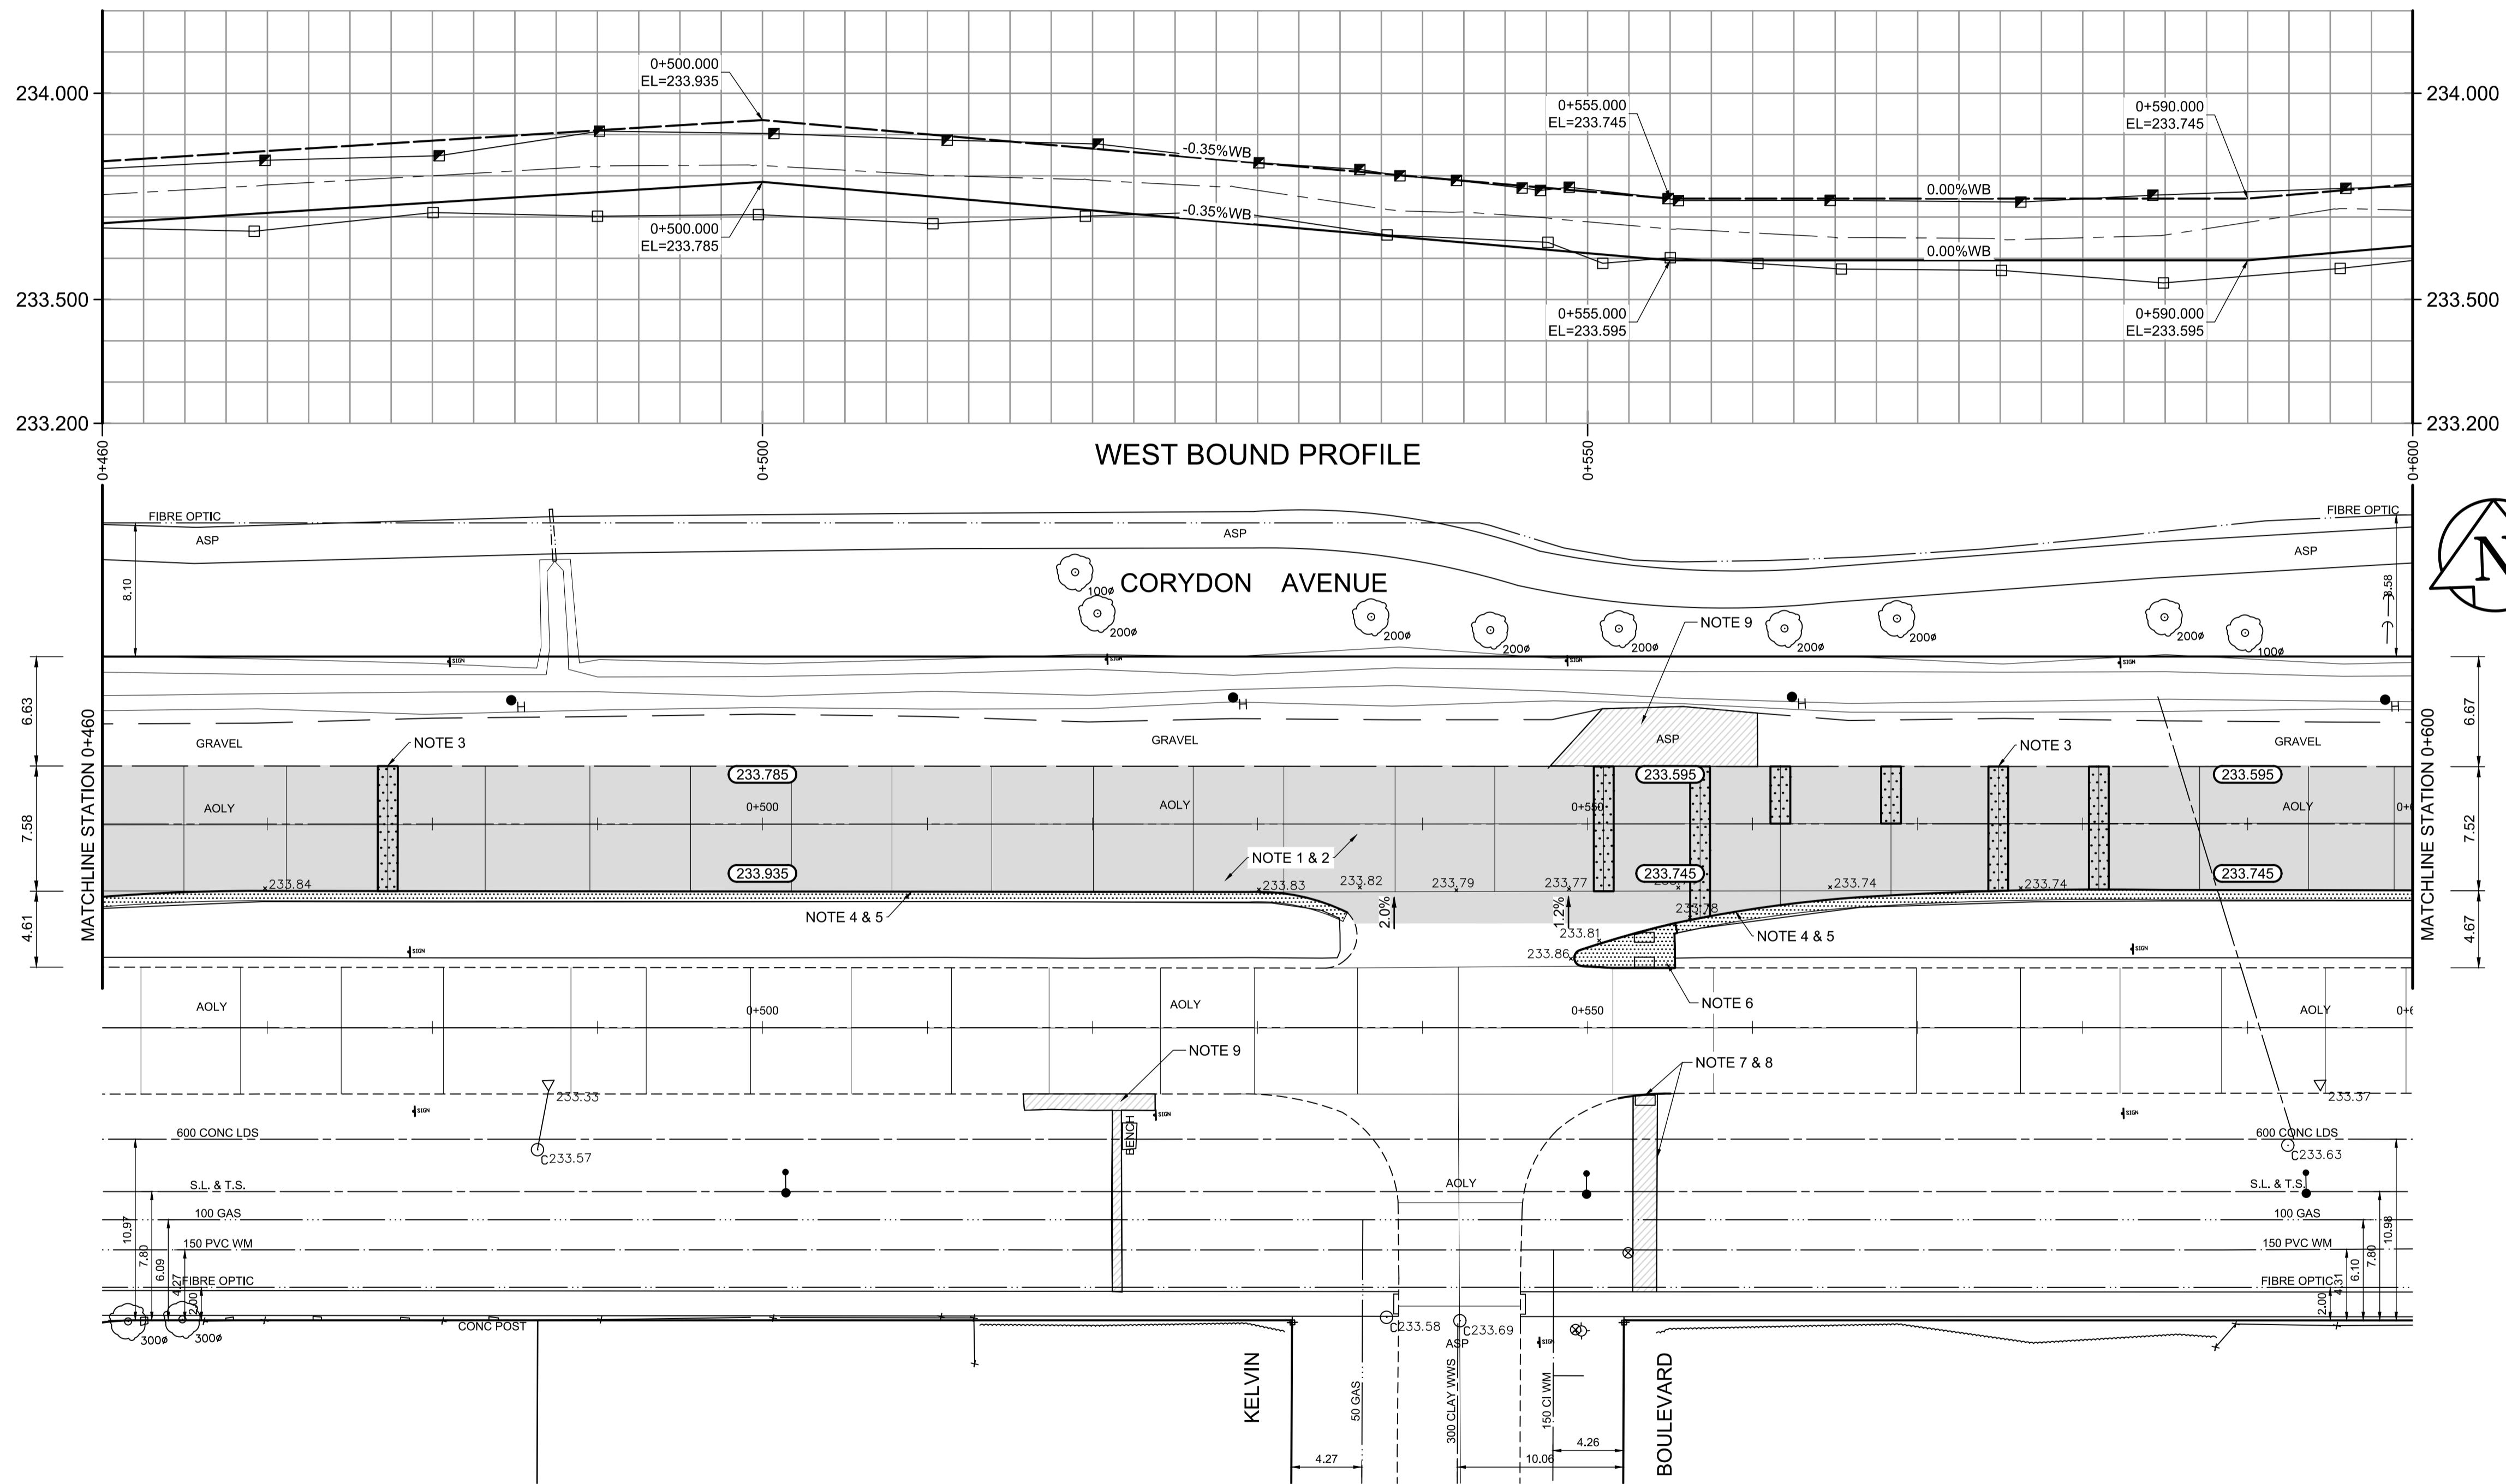 0+500.000
EL=233.935
234.000
234.000
0+555.000
EL=233.745
0+590.000
EL=233.745
-0.35%WB
0.00%WB
-0.35%WB
0.00%WB
0+500.000
EL=233.785
233.500
233.500
0+555.000
EL=233.595
0+590.000
EL=233.595
233.200
233.200
0+460
0+500
0+550
0+600
WEST BOUND PROFILE
FIBRE OPTIC
FIBRE OPTIC
ASP
ASP
ASP
N
8.10
100ø
CORYDON AVENUE
200ø
200ø
200ø
200ø
200ø
200ø
200ø
100ø
NOTE 9
SIGN
SIGN
SIGN
SIGN
H
H
H
H
6.63
6.67
MATCHLINE STATION 0+460
MATCHLINE STATION 0+600
GRAVEL
NOTE 3
GRAVEL
ASP
NOTE 3
GRAVEL
233.785
233.595
233.595
7.58
AOLY
0+500
AOLY
0+550
AOLY
7.52
NOTE 1 & 2
233.935
233.745
233.745
233.84
233.83
233.82
233.79
233.77
233.74
233.74
4.61
NOTE 4 & 5
2.0%
1.2%
233.78
233.81
NOTE 4 & 5
4.67
SIGN
233.86
SIGN
NOTE 6
AOLY
0+500
AOLY
0+550
AOLY
NOTE 9
NOTE 7 & 8
233.33
233.37
SIGN
SIGN
SIGN
BENCH
600 CONC LDS
600 CONC LDS
C233.57
C233.63
S.L. & T.S.
AOLY
S.L. & T.S.
100 GAS
100 GAS
10.97
7.80
6.09
4.27
2.00
150 PVC WM
150 PVC WM
10.98
7.80
6.10
4.31
2.00
FIBRE OPTIC
FIBRE OPTIC
300ø
300ø
CONC POST
C233.58
C233.69
ASP
SIGN
KELVIN
50 GAS
300 CLAY WWS
150 CI WM
BOULEVARD
4.27
10.06
4.26